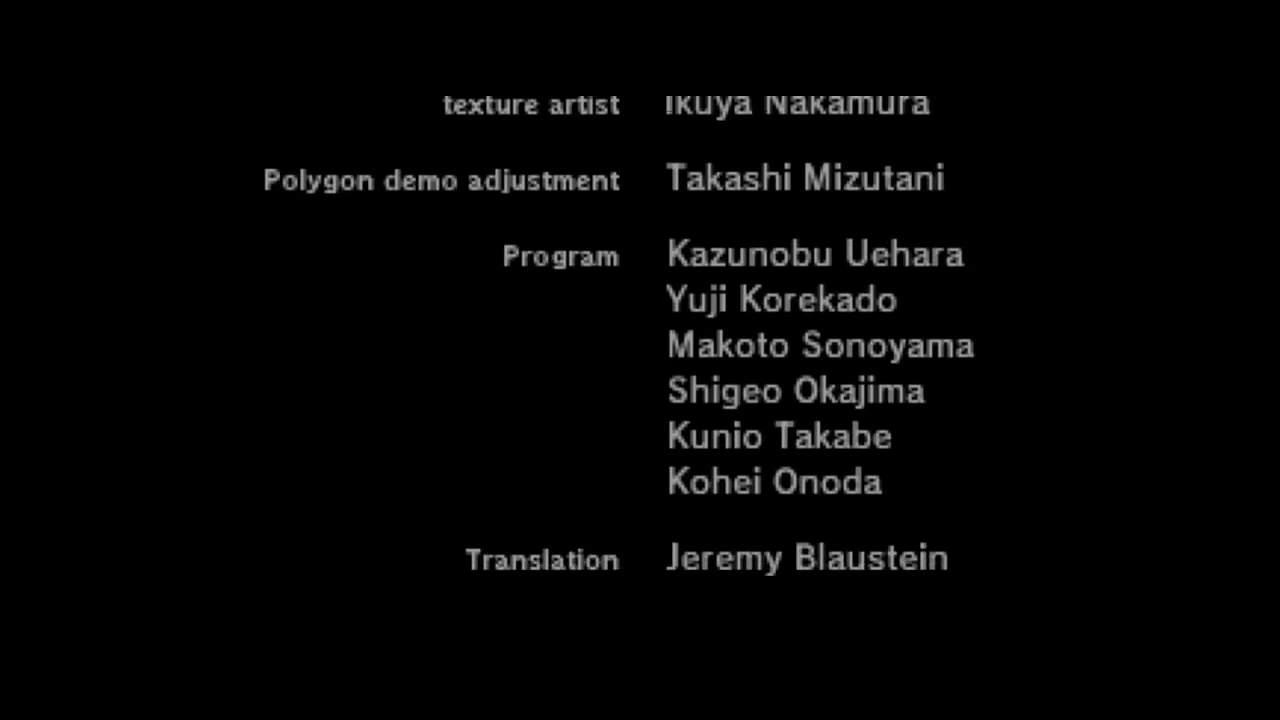 texture artist Ikuya Nakamura
Polygon demo adjustment Takashi Mizutani
Program Kazunobu Uehara
Yuji Korekado
Makoto Sonoyama
Shigeo Okajima
Kunio Takabe
Kohei Onoda
Translation Jeremy Blaustein